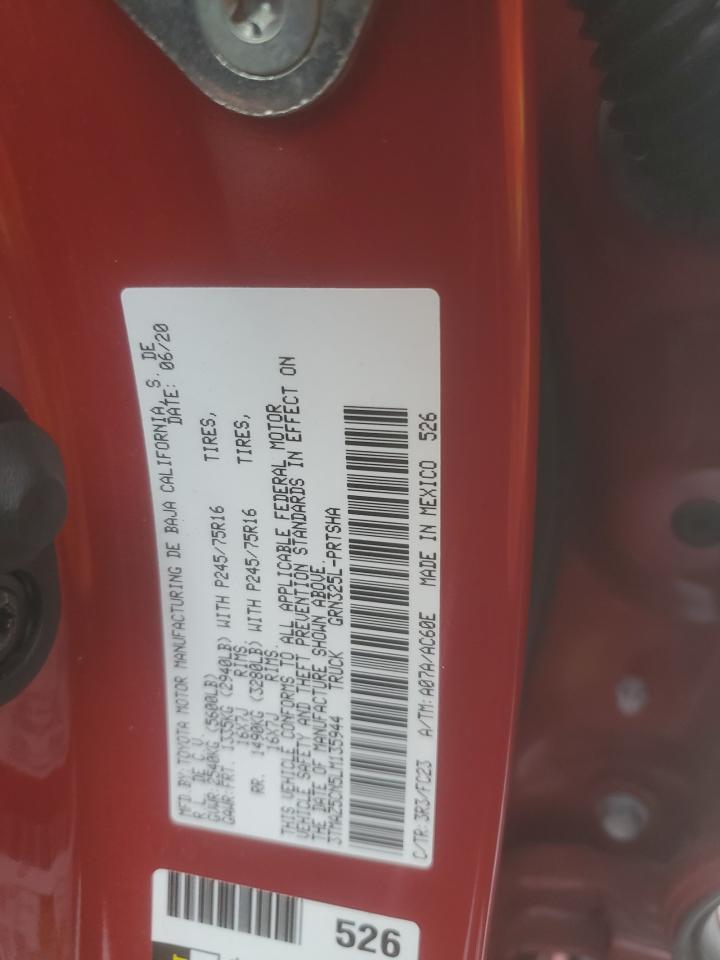 MFD.BY:TOYOTA MOTOR MANUFACTURING DE BAJA CALIFORNIA, S. DE
R. L. DE C.V. DATE: 06/20
GVWR: 2540KG (5600LB)
GAWR:FRT. 1335KG (2940LB) WITH P245/75R16 TIRES,
16X7J RIMS,
RR. 1490KG (3280LB) WITH P245/75R16 TIRES,
16X7J RIMS.
THIS VEHICLE CONFORMS TO ALL APPLICABLE FEDERAL MOTOR
VEHICLE SAFETY AND THEFT PREVENTION STANDARDS IN EFFECT ON
THE DATE OF MANUFACTURE SHOWN ABOVE.
3TMAZ5CN5LM135944 TRUCK GRN325L-PRTSHA
C/TR:3R3/FC23 A/TM:A07A/AC60E MADE IN MEXICO 526
526